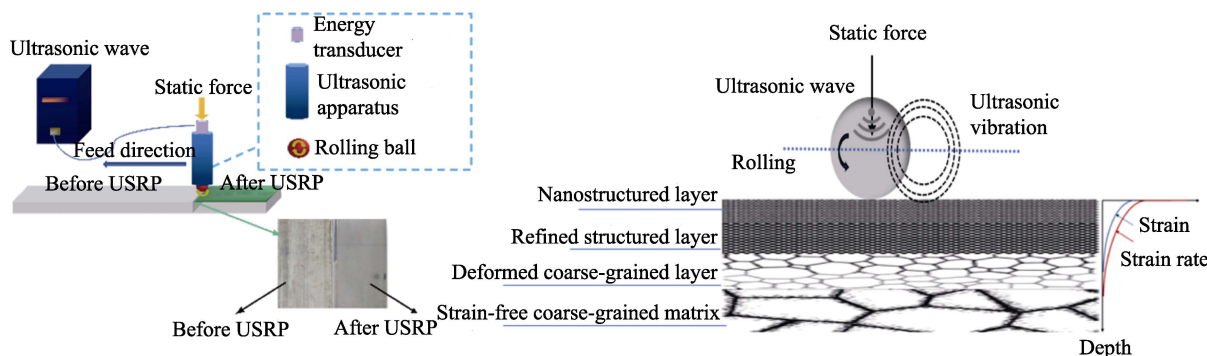 Energy
transducer
Ultrasonic wave
Static force
Ultrasonic
apparatus
Feed direction
Rolling ball
Before USRP
After USRP
Before USRP
After USRP
Static force
Ultrasonic wave
Ultrasonic
vibration
Rolling
Nanostructured layer
Refined structured layer
Deformed coarse-grained layer
Strain-free coarse-grained matrix
Strain
Strain rate
Depth